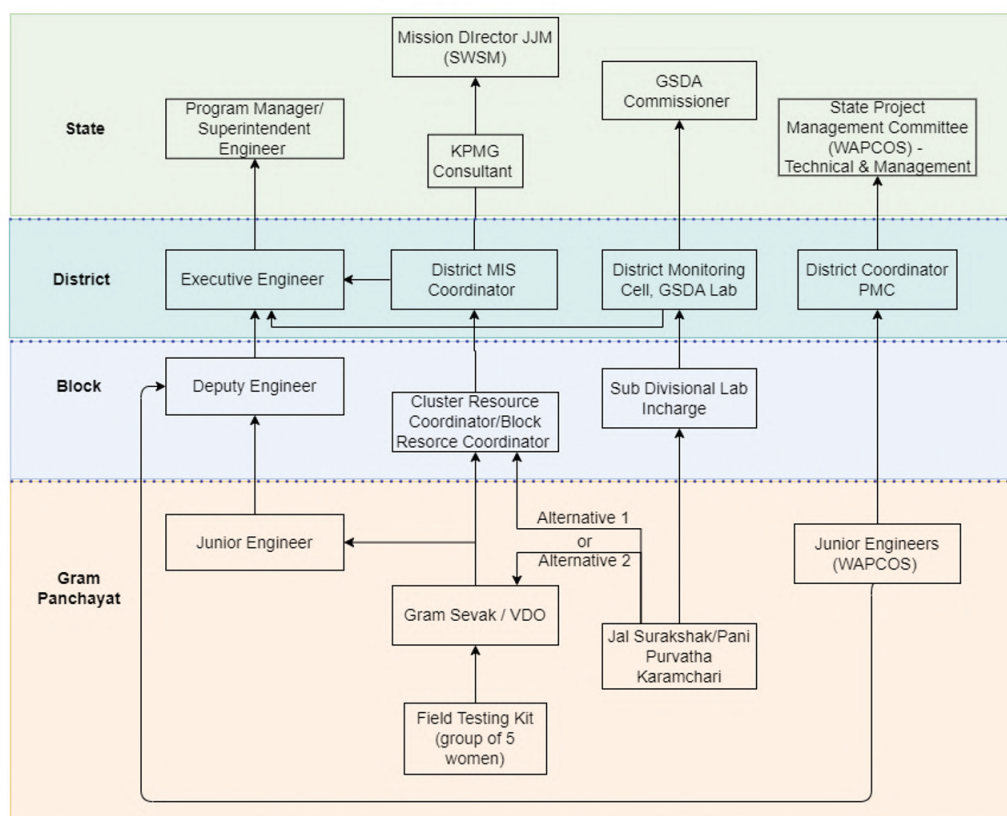 Mission DIrector JJM
(SWSM)
GSDA
Commissioner
Program Manager/
Superintendent
Engineer
State
State Project
Management Committee
(WAPCOS) -
Technical & Management
KPMG
Consultant
District
Executive Engineer
District MIS
Coordinator
District Monitoring
Cell, GSDA Lab
District Coordinator
PMC
Block
Deputy Engineer
Cluster Resource
Coordinator/Block
Resorce Coordinator
Sub Divisional Lab
Incharge
Gram
Panchayat
Junior Engineer
Alternative 1
or
Alternative 2
Junior Engineers
(WAPCOS)
Gram Sevak / VDO
Jal Surakshak/Pani
Purvatha
Karamchari
Field Testing Kit
(group of 5
women)